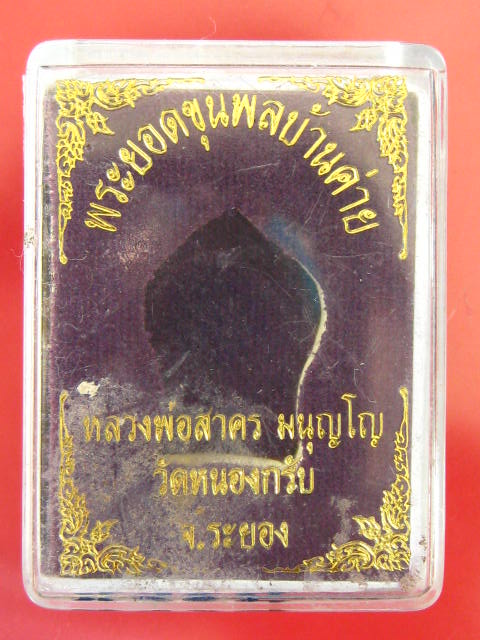 พระยอดขุนพลบ้านค่าย
หลวงพ่อสาคร มนุญโญ
วัดหนองกรับ
จ.ระยอง